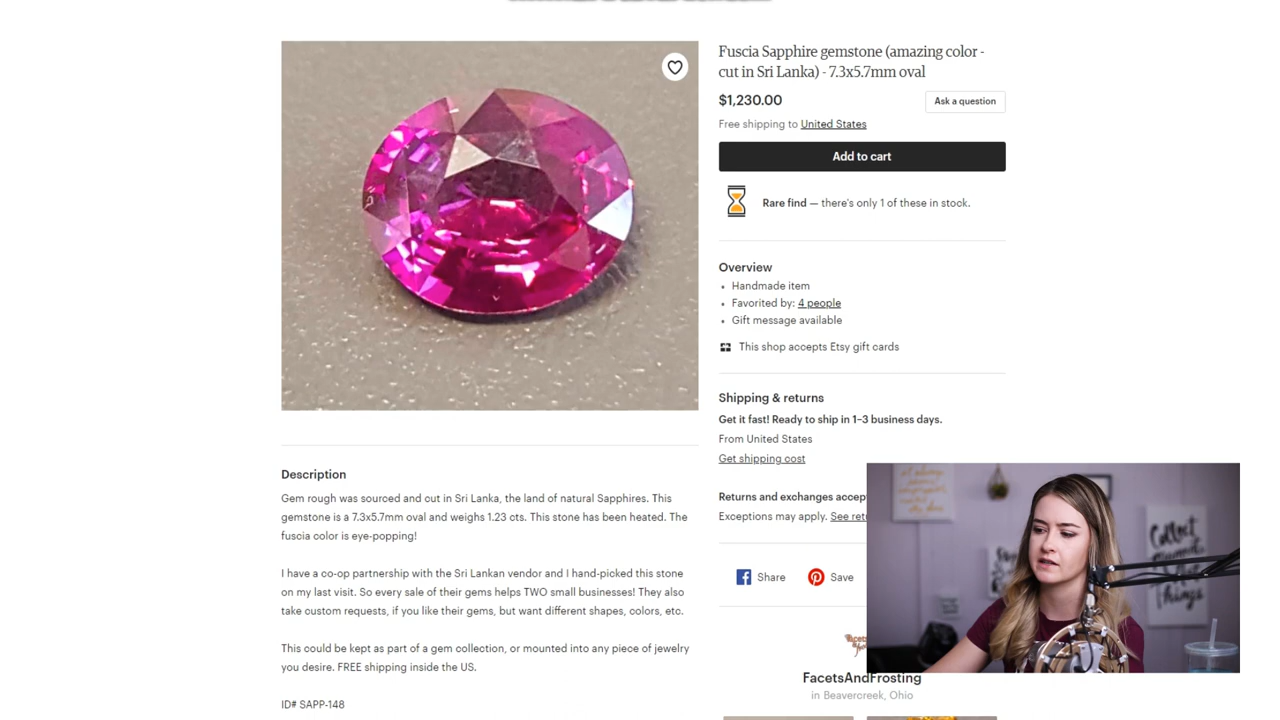 Fuscia Sapphire gemstone (amazing color -
cut in Sri Lanka) - 7.3x5.7mm oval
$1,230.00
Ask a question
Free shipping to United States
Add to cart
Rare find — there's only 1 of these in stock.
Overview
• Handmade item
• Favorited by: 4 people
• Gift message available
This shop accepts Etsy gift cards
Shipping & returns
Get it fast! Ready to ship in 1–3 business days.
From United States
Get shipping cost
Returns and exchanges accep
Exceptions may apply. See retu
Share
Save
FacetsAndFrosting
in Beavercreek, Ohio
Description
Gem rough was sourced and cut in Sri Lanka, the land of natural Sapphires. This
gemstone is a 7.3x5.7mm oval and weighs 1.23 cts. This stone has been heated. The
fuscia color is eye-popping!
I have a co-op partnership with the Sri Lankan vendor and I hand-picked this stone
on my last visit. So every sale of their gems helps TWO small businesses! They also
take custom requests, if you like their gems, but want different shapes, colors, etc.
This could be kept as part of a gem collection, or mounted into any piece of jewelry
you desire. FREE shipping inside the US.
ID# SAPP-148
Collect
things